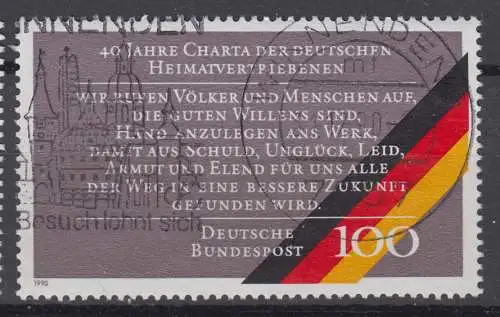 WINNENDEN
40 JAHRE CHARTA DER DEUTSCHEN
HEIMATVERTRIEBENEN
WIR RUFEN VÖLKER UND MENSCHEN AUF,
DIE GUTEN WILLENS SIND,
HAND ANZULEGEN ANS WERK,
DAMIT AUS SCHULD, UNGLÜCK, LEID,
ARMUT UND ELEND FÜR UNS ALLE
DER WEG IN EINE BESSERE ZUKUNFT
GEFUNDEN WIRD.
Besuch lohnt sich
DEUTSCHE
BUNDESPOST
100
1990